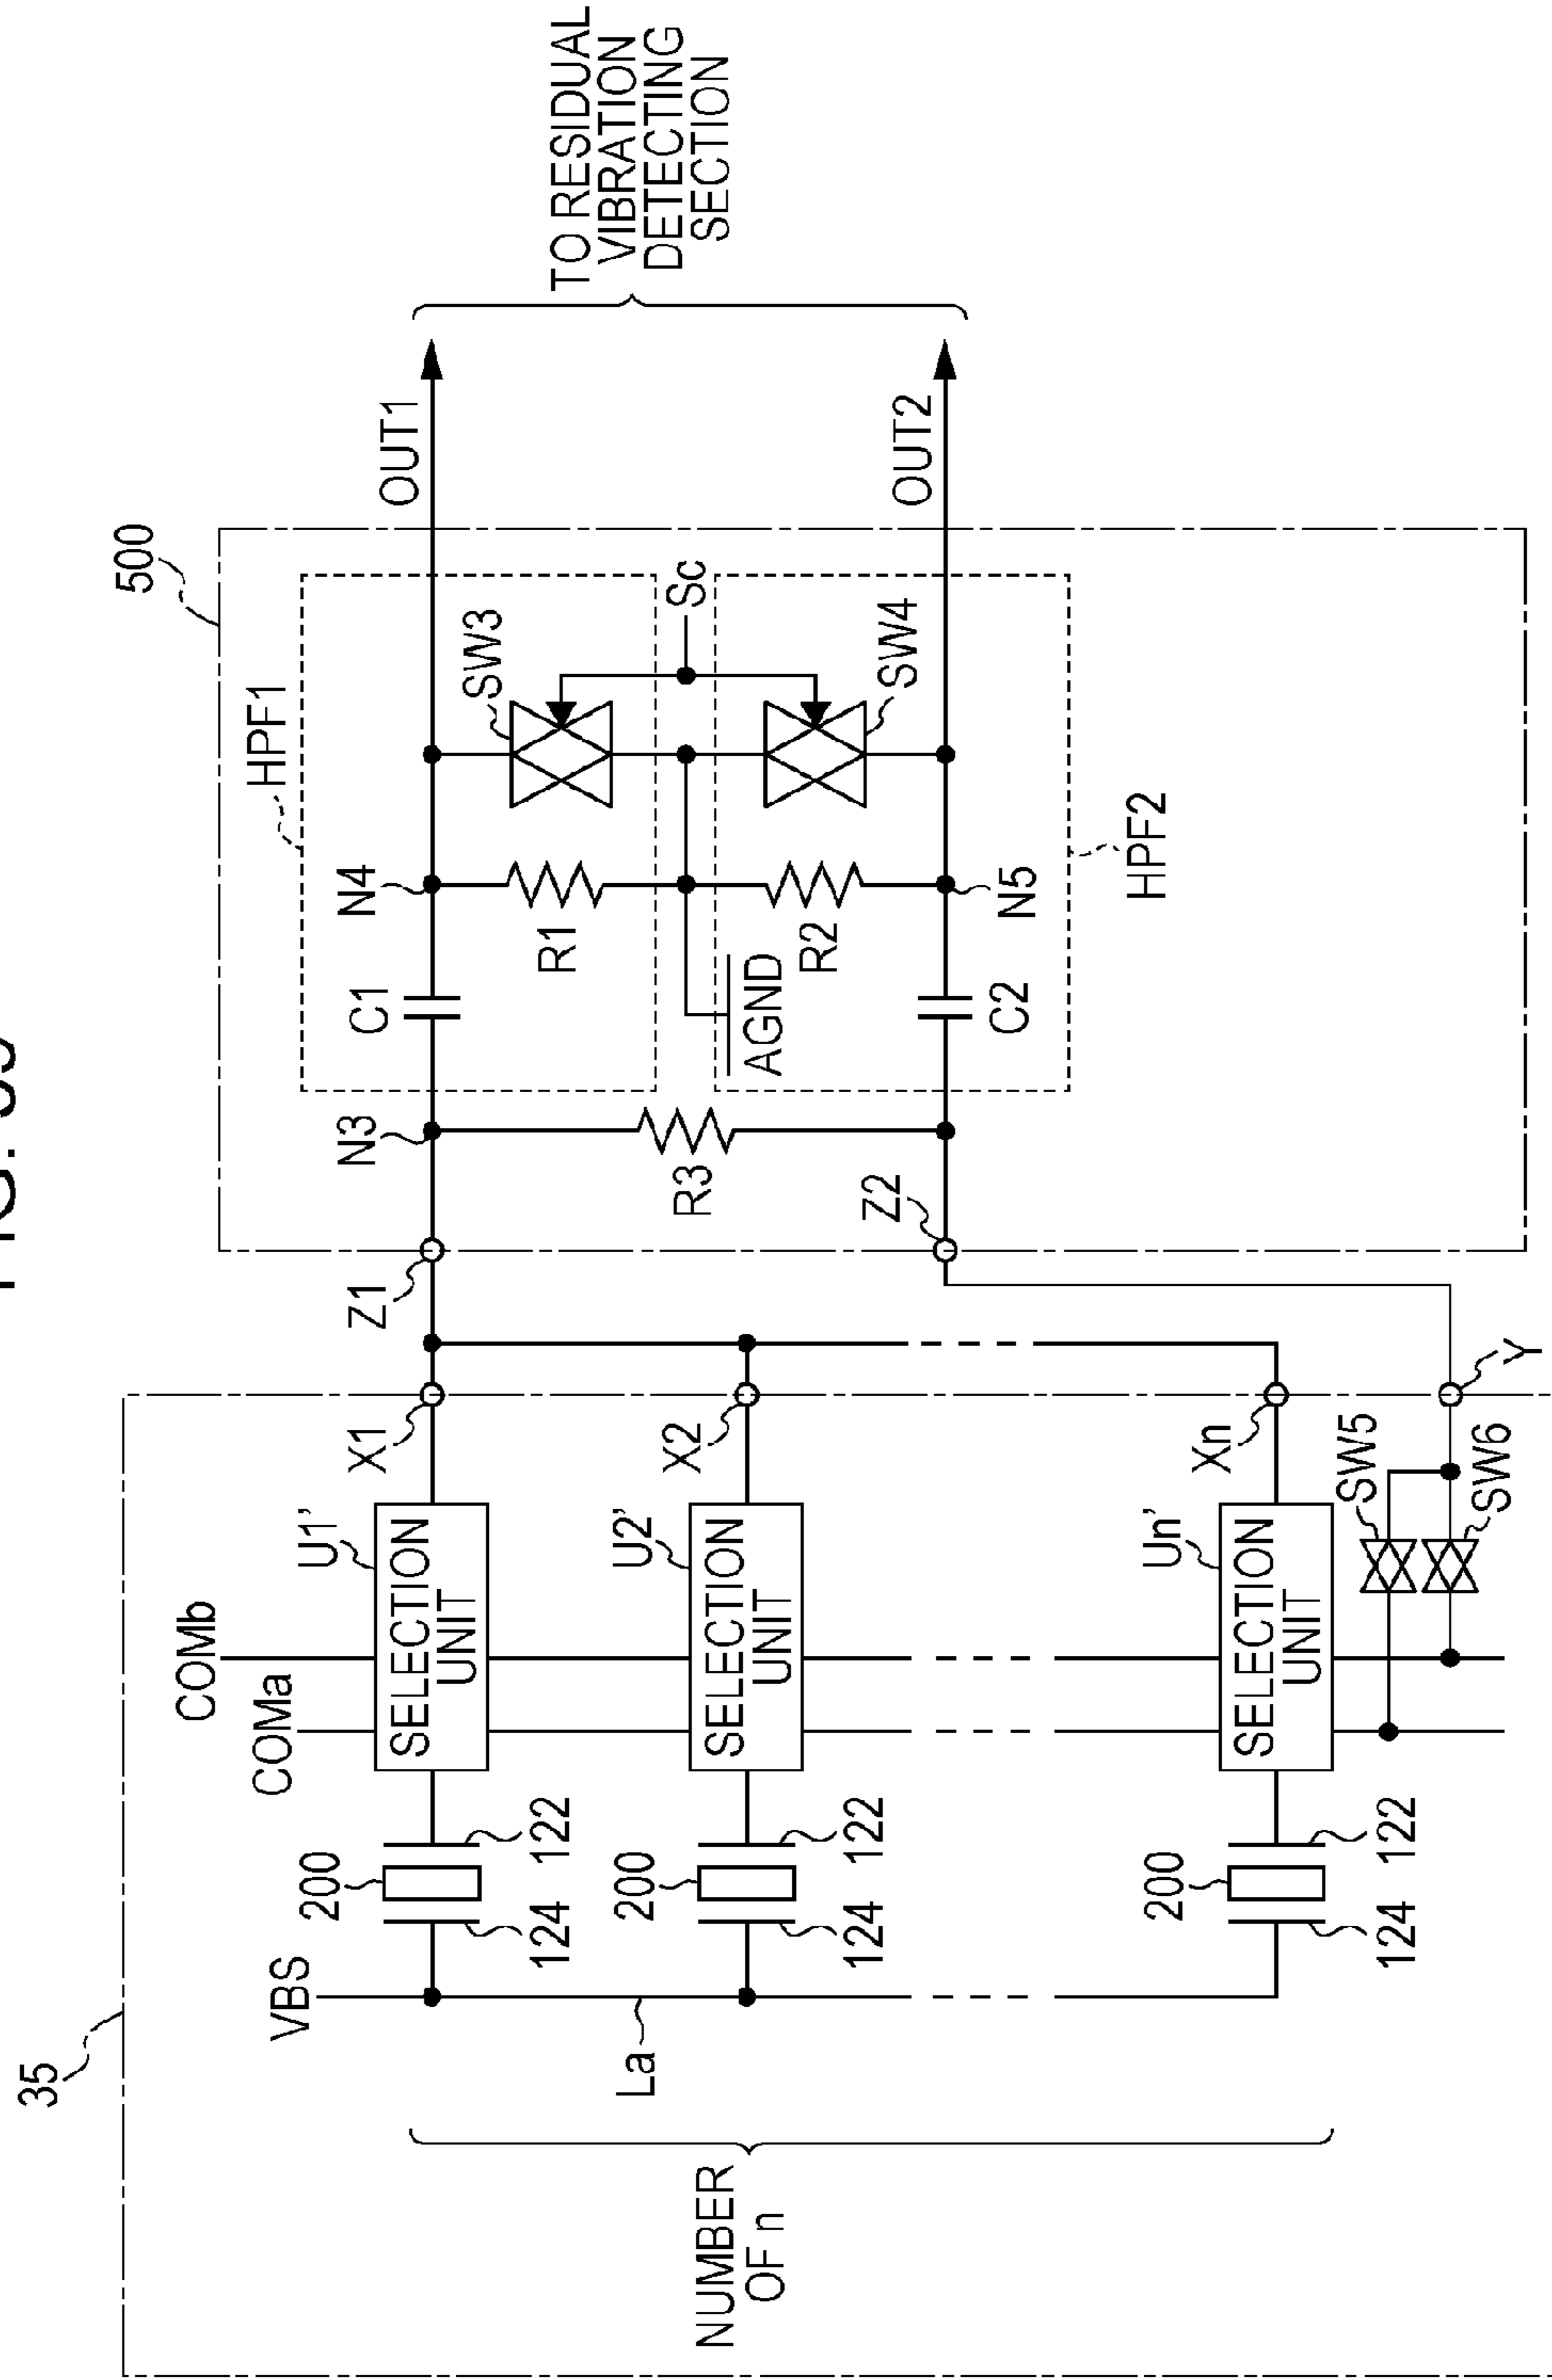 500
HPF1
N3
C1
N4
SW3
OUT1
R1
TO RESIDUAL
VIBRATION
DETECTING
SECTION
Sc
R3
AGND
R2
SW4
OUT2
Z1
Z2
C2
N5
HPF2
35
COMb
COMa
VBS
U1'
X1
SELECTION
UNIT
200
124
122
La
U2'
X2
SELECTION
UNIT
200
124
122
NUMBER
OF n
Un'
Xn
SELECTION
UNIT
200
124
122
SW5
SW6
Y